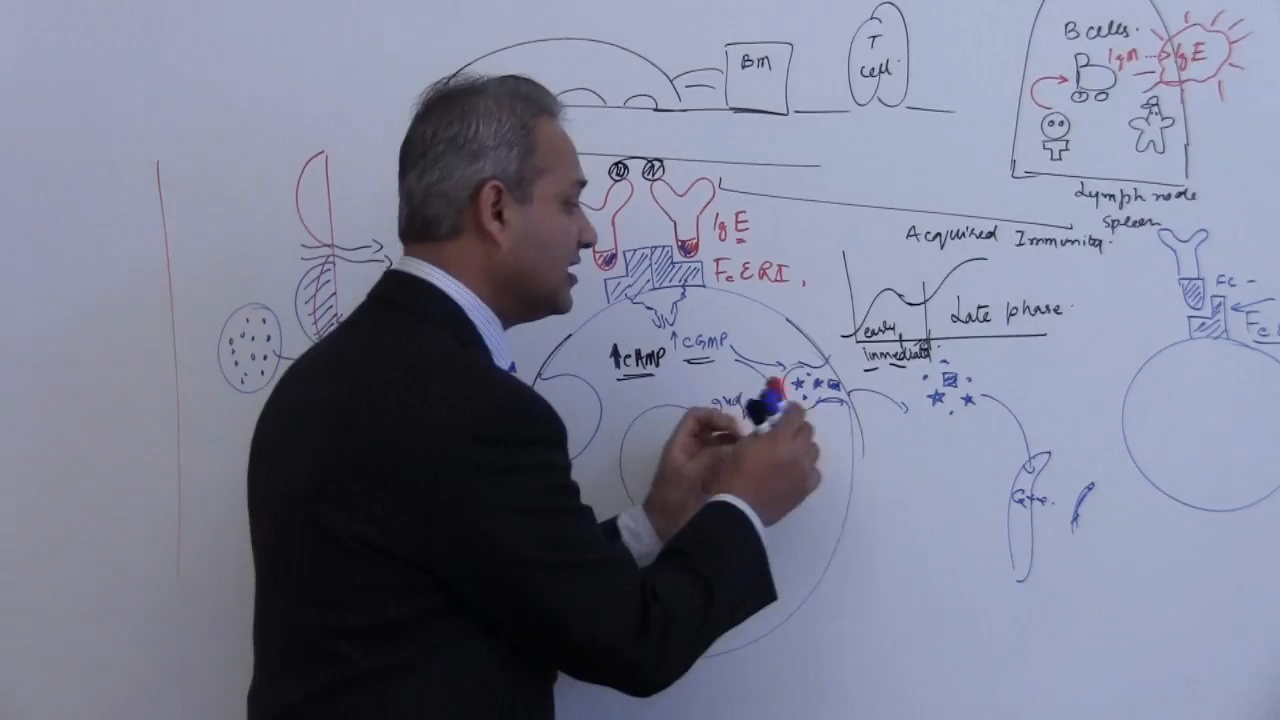 BM
T
cell.
B cells.
IgM
IgE
Lymph node
spleen
IgE
FcεRI,
Acquired Immunity.
Late phase.
early
immediate
↑cAMP
↑cGMP
FC -